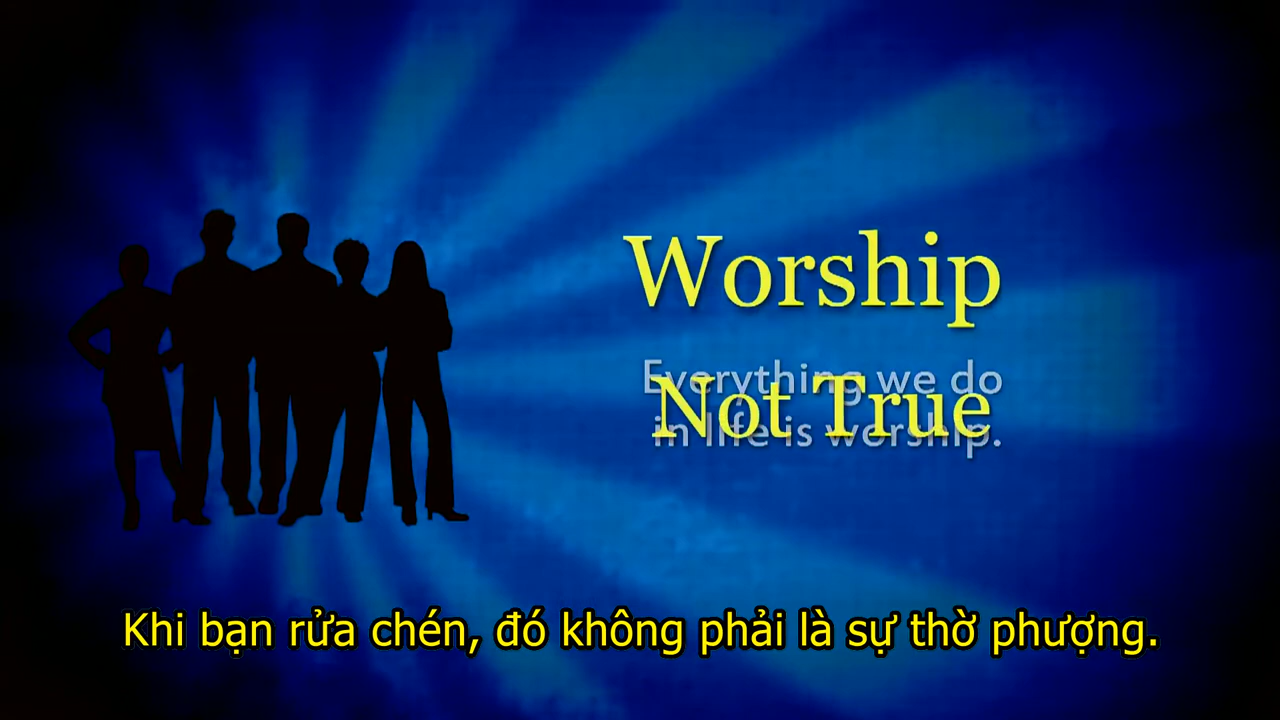 Worship
Everything we do
Not True
in life is worship.
Khi bạn rửa chén, đó không phải là sự thờ phượng.